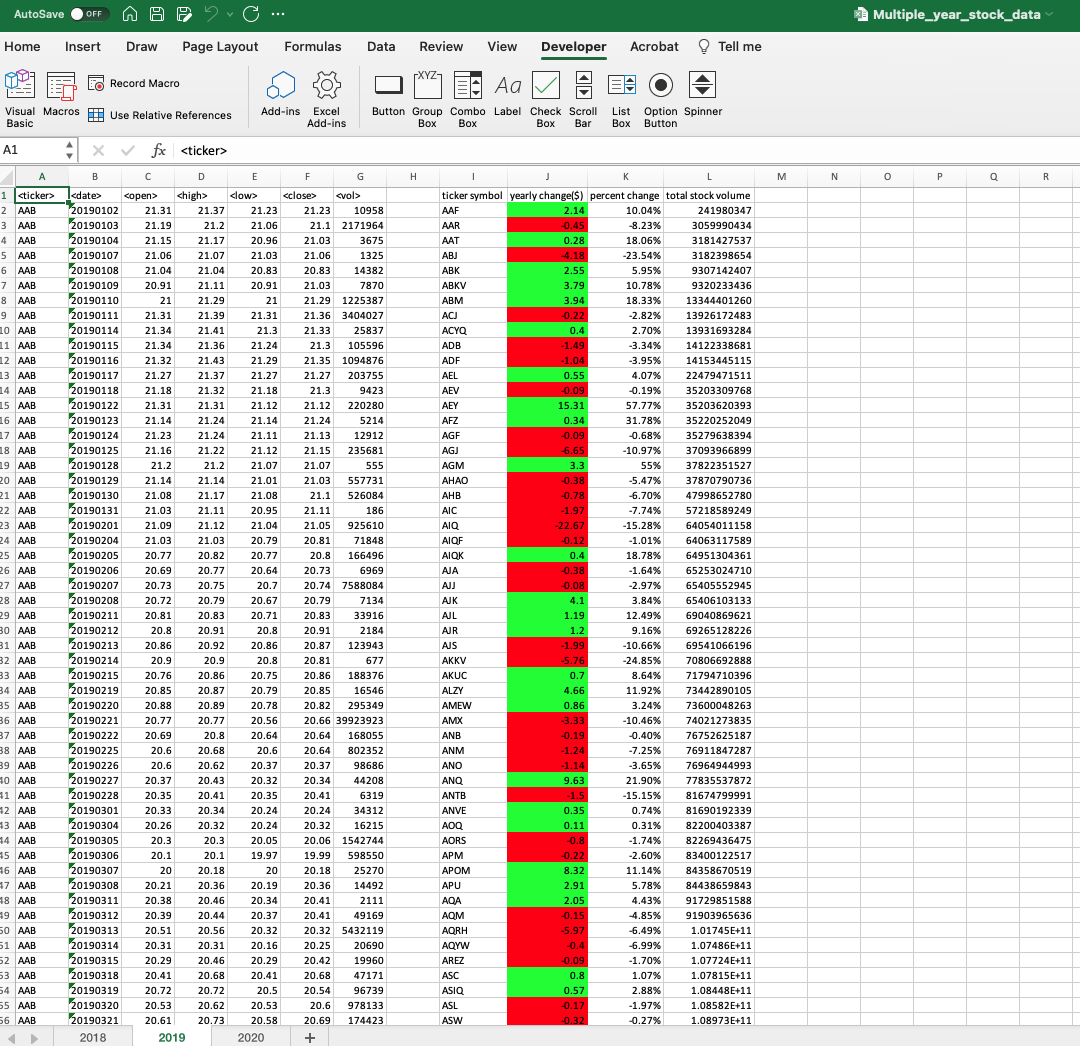 AutoSave OFF Multiple_year_stock_data
Home Insert Draw Page Layout Formulas Data Review View Developer Acrobat Tell me
Visual Basic Macros Record Macro Use Relative References Add-ins Excel Add-ins Button XYZ Group Box Combo Box Aa Label Check Box Scroll Bar List Box Option Button Spinner
A1 fx <ticker>
A B C D E F G H I J K L M N O P Q R
1 <ticker> <date> <open> <high> <low> <close> <vol> ticker symbol yearly change($) percent change total stock volume
2 AAB 20190102 21.31 21.37 21.23 21.23 10958 AAF 2.14 10.04% 241980347
3 AAB 20190103 21.19 21.2 21.06 21.1 2171964 AAR -0.45 -8.23% 3059990434
4 AAB 20190104 21.15 21.17 20.96 21.03 3675 AAT 0.28 18.06% 3181427537
5 AAB 20190107 21.06 21.07 21.03 21.06 1325 ABJ -4.18 -23.54% 3182398654
6 AAB 20190108 21.04 21.04 20.83 20.83 14382 ABK 2.55 5.95% 9307142407
7 AAB 20190109 20.91 21.11 20.91 21.03 7870 ABKV 3.79 10.78% 9320233436
8 AAB 20190110 21 21.29 21 21.29 1225387 ABM 3.94 18.33% 13344401260
9 AAB 20190111 21.31 21.39 21.31 21.36 3404027 ACJ -0.22 -2.82% 13926172483
10 AAB 20190114 21.34 21.41 21.3 21.33 25837 ACYQ 0.4 2.70% 13931693284
11 AAB 20190115 21.34 21.36 21.24 21.3 105596 ADB -1.49 -3.34% 14122338681
12 AAB 20190116 21.32 21.43 21.29 21.35 1094876 ADF -1.04 -3.95% 14153445115
13 AAB 20190117 21.27 21.37 21.27 21.27 203755 AEL 0.55 4.07% 22479471511
14 AAB 20190118 21.18 21.32 21.18 21.3 9423 AEV -0.09 -0.19% 35203309768
15 AAB 20190122 21.31 21.31 21.12 21.12 220280 AEY 15.31 57.77% 35203620393
16 AAB 20190123 21.14 21.24 21.14 21.24 5214 AFZ 0.34 31.78% 35220252049
17 AAB 20190124 21.23 21.24 21.11 21.13 12912 AGF -0.09 -0.68% 35279638394
18 AAB 20190125 21.16 21.22 21.12 21.15 235681 AGJ -6.65 -10.97% 37093966899
19 AAB 20190128 21.2 21.2 21.07 21.07 555 AGM 3.3 55% 37822351527
20 AAB 20190129 21.14 21.14 21.01 21.03 557731 AHAO -0.38 -5.47% 37870790736
21 AAB 20190130 21.08 21.17 21.08 21.1 526084 AHB -0.78 -6.70% 47998652780
22 AAB 20190131 21.03 21.11 20.95 21.11 186 AIC -1.97 -7.74% 57218589249
23 AAB 20190201 21.09 21.12 21.04 21.05 925610 AIQ -22.67 -15.28% 64054011158
24 AAB 20190204 21.03 21.03 20.79 20.81 71848 AIQF -0.12 -1.01% 64063117589
25 AAB 20190205 20.77 20.82 20.77 20.8 166496 AIQK 0.4 18.78% 64951304361
26 AAB 20190206 20.69 20.77 20.64 20.73 6969 AJA -0.38 -1.64% 65253024710
27 AAB 20190207 20.73 20.75 20.7 20.74 7588084 AJJ -0.08 -2.97% 65405552945
28 AAB 20190208 20.72 20.79 20.67 20.79 7134 AJK 4.1 3.84% 65406103133
29 AAB 20190211 20.81 20.83 20.71 20.83 33916 AJL 1.19 12.49% 69040869621
30 AAB 20190212 20.8 20.91 20.8 20.91 2184 AJR 1.2 9.16% 69265128226
31 AAB 20190213 20.86 20.92 20.86 20.87 123943 AJS -1.99 -10.66% 69541066196
32 AAB 20190214 20.9 20.9 20.8 20.81 677 AKKV -5.76 -24.85% 70806692888
33 AAB 20190215 20.76 20.86 20.75 20.86 188376 AKUC 0.7 8.64% 71794710396
34 AAB 20190219 20.85 20.87 20.79 20.85 16546 ALZY 4.66 11.92% 73442890105
35 AAB 20190220 20.88 20.89 20.78 20.82 295349 AMEW 0.86 3.24% 73600048263
36 AAB 20190221 20.77 20.77 20.56 20.66 39923923 AMX -3.33 -10.46% 74021273835
37 AAB 20190222 20.69 20.8 20.64 20.64 168055 ANB -0.19 -0.40% 76752625187
38 AAB 20190225 20.6 20.68 20.6 20.64 802352 ANM -1.24 -7.25% 76911847287
39 AAB 20190226 20.6 20.62 20.37 20.37 98686 ANO -1.14 -3.65% 76964944993
40 AAB 20190227 20.37 20.43 20.32 20.34 44208 ANQ 9.63 21.90% 77835537872
41 AAB 20190228 20.35 20.41 20.35 20.41 6319 ANTB -1.5 -15.15% 81674799991
42 AAB 20190301 20.33 20.34 20.24 20.24 34312 ANVE 0.35 0.74% 81690192339
43 AAB 20190304 20.26 20.32 20.24 20.32 16215 AOQ 0.11 0.31% 82200403387
44 AAB 20190305 20.3 20.3 20.05 20.06 1542744 AORS -0.8 -1.74% 82269436475
45 AAB 20190306 20.1 20.1 19.97 19.99 598550 APM -0.22 -2.60% 83400122517
46 AAB 20190307 20 20.18 20 20.18 25270 APOM 8.32 11.14% 84358670519
47 AAB 20190308 20.21 20.36 20.19 20.36 14492 APU 2.91 5.78% 84438659843
48 AAB 20190311 20.38 20.46 20.34 20.41 2111 AQA 2.05 4.43% 91729851588
49 AAB 20190312 20.39 20.44 20.37 20.41 49169 AQM -0.15 -4.85% 91903965636
50 AAB 20190313 20.51 20.56 20.32 20.32 5432119 AQRH -5.97 -6.49% 1.01745E+11
51 AAB 20190314 20.31 20.31 20.16 20.25 20690 AQYW -0.4 -6.99% 1.07486E+11
52 AAB 20190315 20.29 20.46 20.29 20.42 19960 AREZ -0.09 -1.70% 1.07724E+11
53 AAB 20190318 20.41 20.68 20.41 20.68 47171 ASC 0.8 1.07% 1.07815E+11
54 AAB 20190319 20.72 20.72 20.5 20.54 96739 ASIQ 0.57 2.88% 1.08448E+11
55 AAB 20190320 20.53 20.62 20.53 20.6 978133 ASL -0.17 -1.97% 1.08582E+11
56 AAB 20190321 20.61 20.73 20.58 20.69 174423 ASW -0.32 -0.27% 1.08973E+11
2018 2019 2020 +